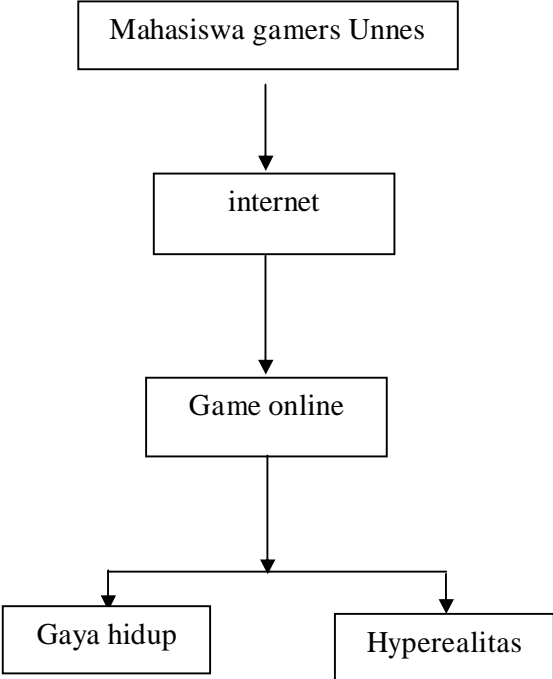 Mahasiswa gamers Unnes
internet
Game online
Gaya hidup
Hyperealitas